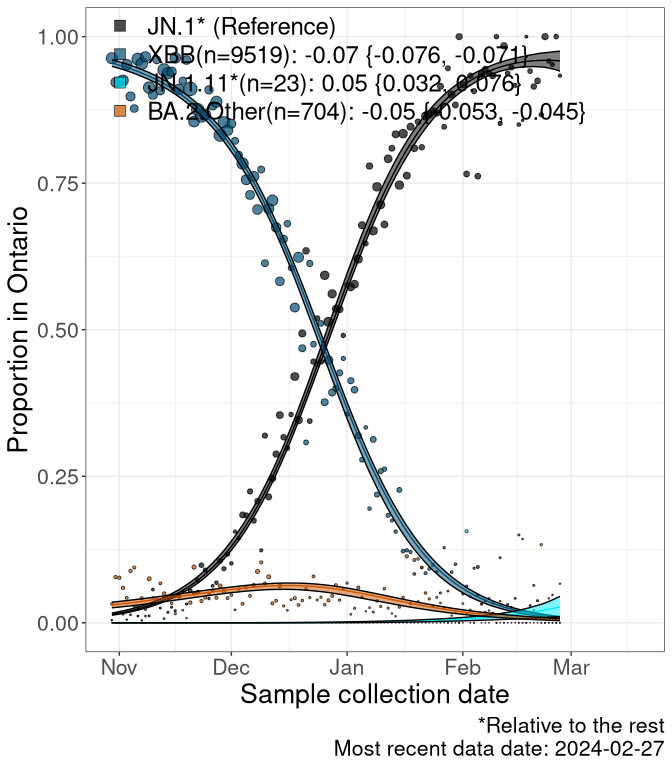 JN.1* (Reference)
XBB(n=9519): -0.07 {-0.076, -0.071}
JN.1.11*(n=23): 0.05 {0.032, 0.076}
BA.2 Other(n=704): -0.05 {-0.053, -0.045}
1.00
0.75
0.50
0.25
0.00
Proportion in Ontario
Nov Dec Jan Feb Mar
Sample collection date
*Relative to the rest
Most recent data date: 2024-02-27